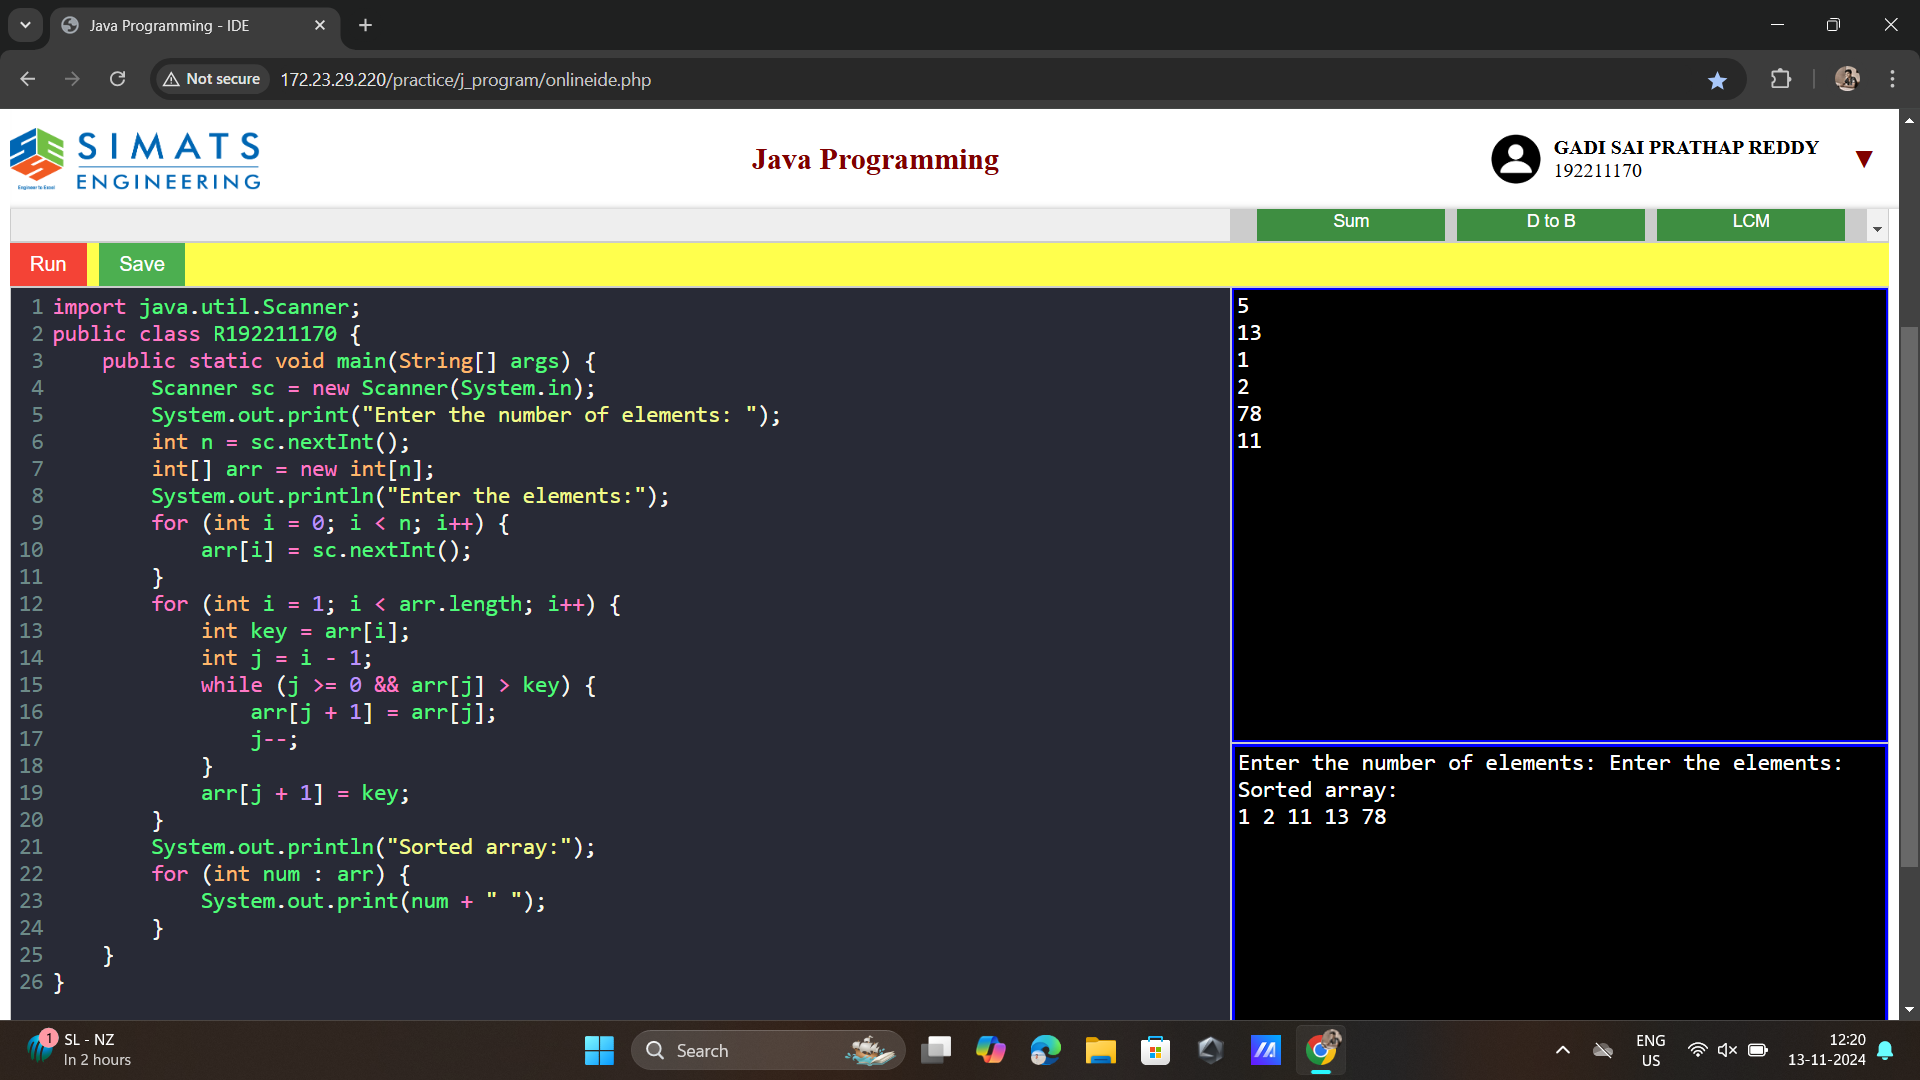 Java Programming - IDE
Not secure
172.23.29.220/practice/j_program/onlineide.php
SIMATS
ENGINEERING
Engineer to Excel
Java Programming
GADI SAI PRATHAP REDDY
192211170
Sum
D to B
LCM
Run
Save
1 import java.util.Scanner;
2 public class R192211170 {
3     public static void main(String[] args) {
4         Scanner sc = new Scanner(System.in);
5         System.out.print("Enter the number of elements: ");
6         int n = sc.nextInt();
7         int[] arr = new int[n];
8         System.out.println("Enter the elements:");
9         for (int i = 0; i < n; i++) {
10             arr[i] = sc.nextInt();
11         }
12         for (int i = 1; i < arr.length; i++) {
13             int key = arr[i];
14             int j = i - 1;
15             while (j >= 0 && arr[j] > key) {
16                 arr[j + 1] = arr[j];
17                 j--;
18             }
19             arr[j + 1] = key;
20         }
21         System.out.println("Sorted array:");
22         for (int num : arr) {
23             System.out.print(num + " ");
24         }
25     }
26 }
5
13
1
2
78
11
Enter the number of elements: Enter the elements:
Sorted array:
1 2 11 13 78
1
SL - NZ
In 2 hours
Search
ENG
US
12:20
13-11-2024